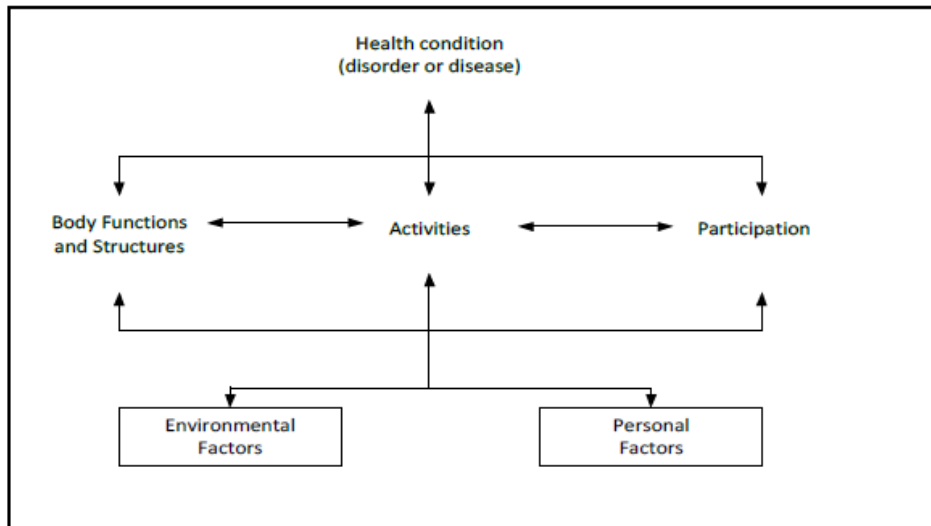 Health condition
(disorder or disease)
Body Functions
and Structures
Activities
Participation
Environmental
Factors
Personal
Factors